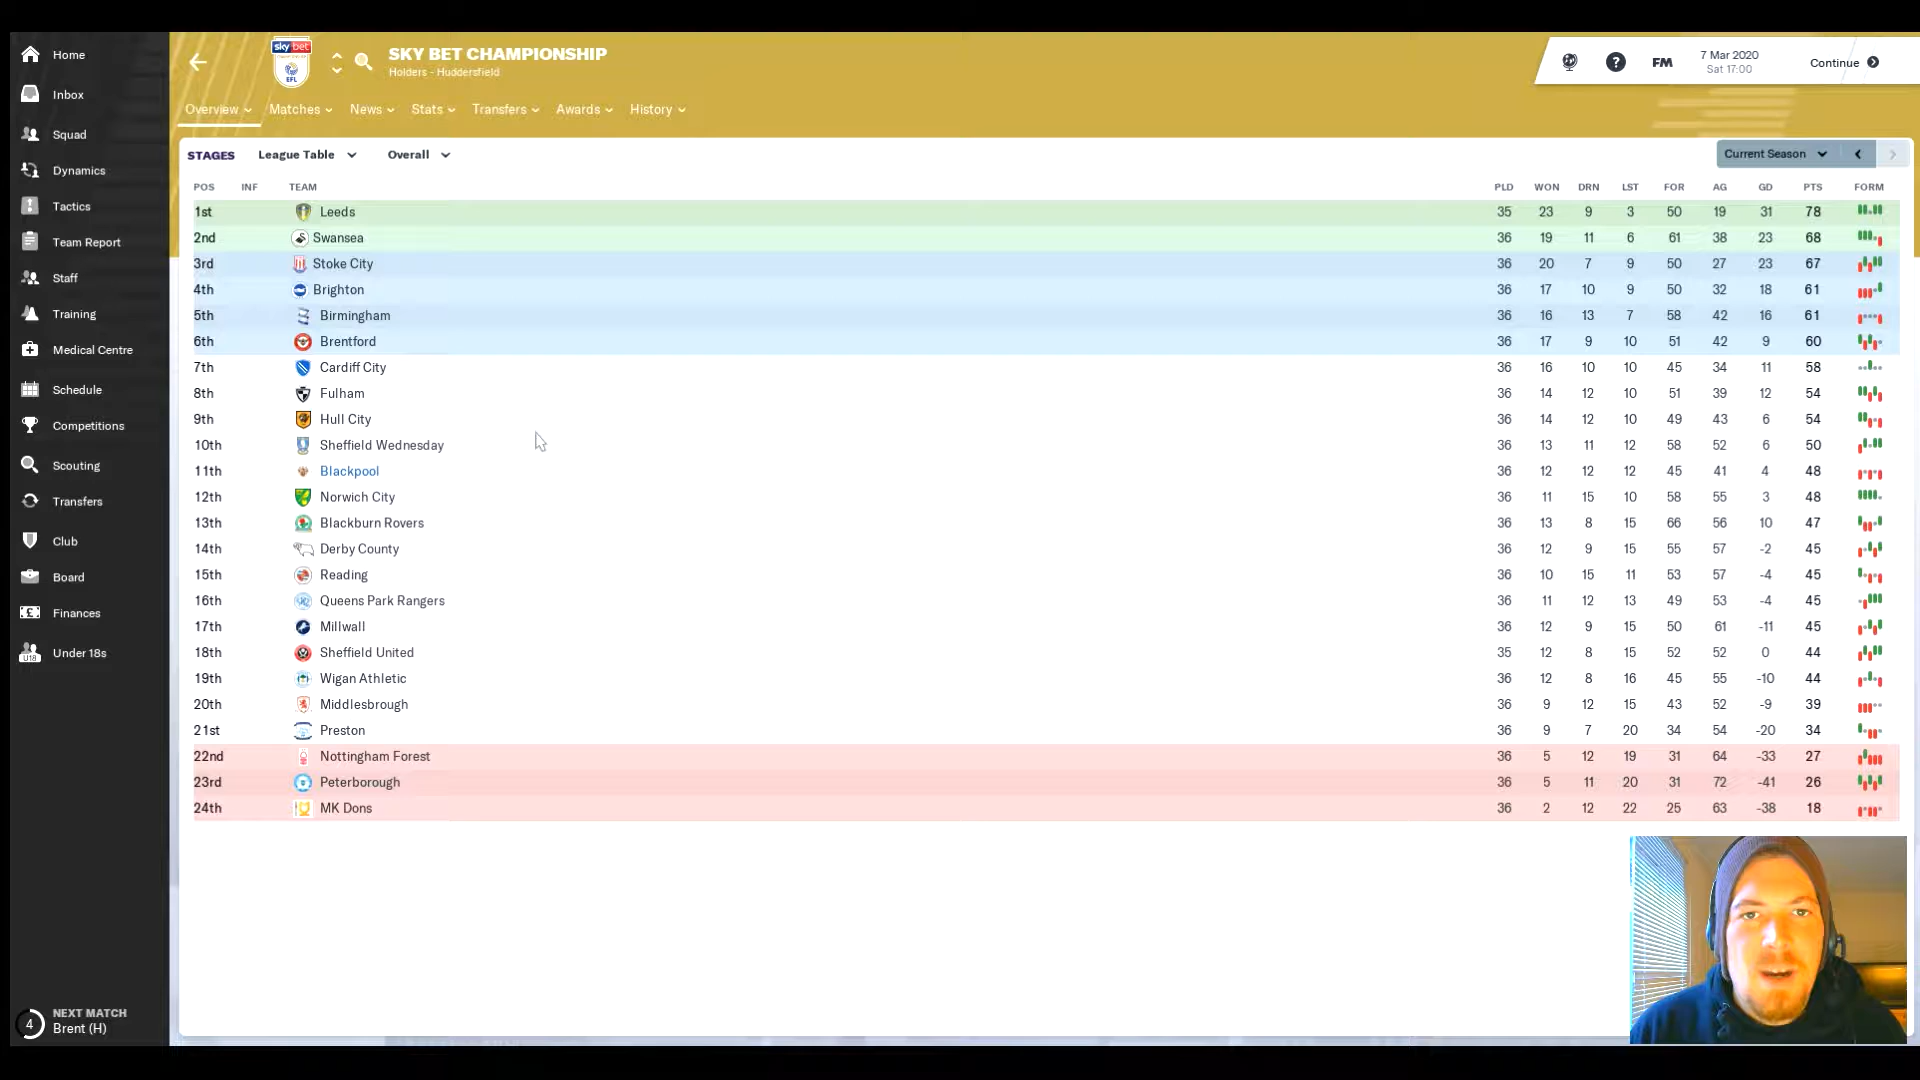 Home
Inbox
Squad
Dynamics
Tactics
Team Report
Staff
Training
Medical Centre
Schedule
Competitions
Scouting
Transfers
Club
Board
Finances
U18
Under 18s
4
NEXT MATCH
Brent (H)
sky bet
EFL
SKY BET CHAMPIONSHIP
Holders - Huddersfield
?
FM
7 Mar 2020
Sat 17:00
Continue
Overview Matches News Stats Transfers Awards History
STAGES League Table Overall Current Season
POS INF TEAM PLD WON DRN LST FOR AG GD PTS FORM
1st Leeds 35 23 9 3 50 19 31 78
2nd Swansea 36 19 11 6 61 38 23 68
3rd Stoke City 36 20 7 9 50 27 23 67
4th Brighton 36 17 10 9 50 32 18 61
5th Birmingham 36 16 13 7 58 42 16 61
6th Brentford 36 17 9 10 51 42 9 60
7th Cardiff City 36 16 10 10 45 34 11 58
8th Fulham 36 14 12 10 51 39 12 54
9th Hull City 36 14 12 10 49 43 6 54
10th Sheffield Wednesday 36 13 11 12 58 52 6 50
11th Blackpool 36 12 12 12 45 41 4 48
12th Norwich City 36 11 15 10 58 55 3 48
13th Blackburn Rovers 36 13 8 15 66 56 10 47
14th Derby County 36 12 9 15 55 57 -2 45
15th Reading 36 10 15 11 53 57 -4 45
16th Queens Park Rangers 36 11 12 13 49 53 -4 45
17th Millwall 36 12 9 15 50 61 -11 45
18th Sheffield United 35 12 8 15 52 52 0 44
19th Wigan Athletic 36 12 8 16 45 55 -10 44
20th Middlesbrough 36 9 12 15 43 52 -9 39
21st Preston 36 9 7 20 34 54 -20 34
22nd Nottingham Forest 36 5 12 19 31 64 -33 27
23rd Peterborough 36 5 11 20 31 72 -41 26
24th MK Dons 36 2 12 22 25 63 -38 18